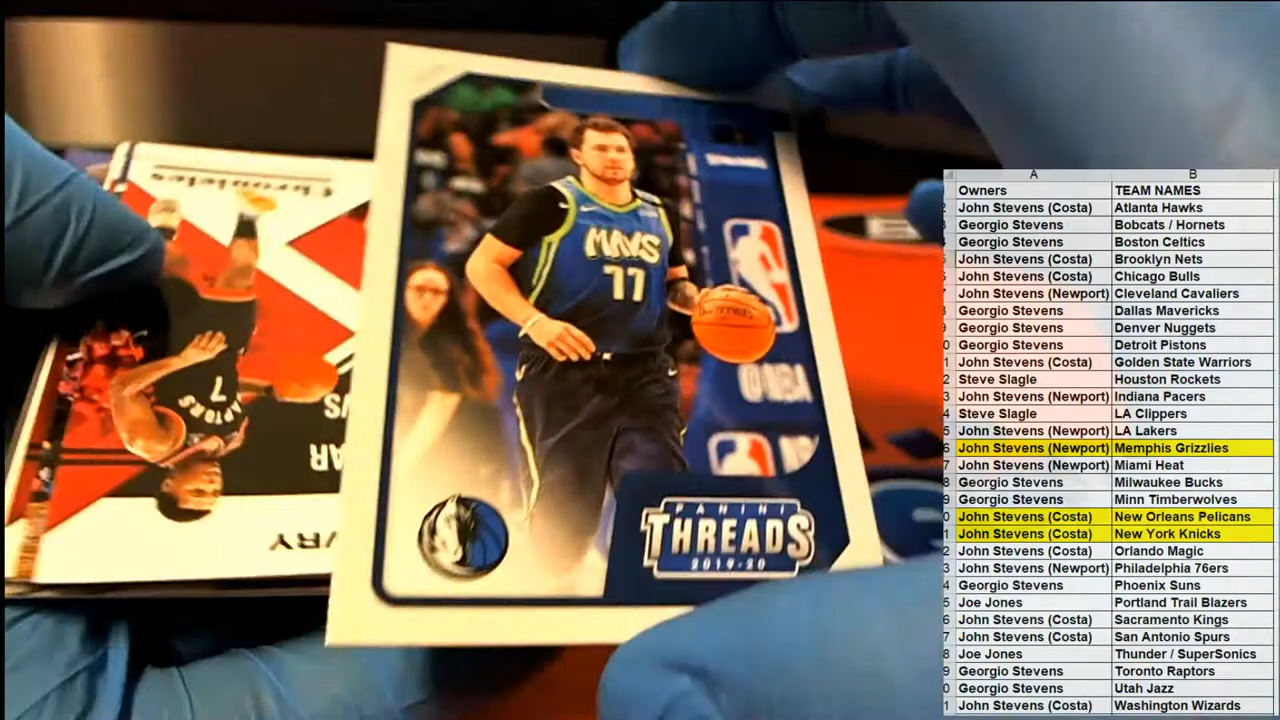 Chronicles
RAPTORS
7
MAVS
77
SPALDING
@NBA
PANINI
THREADS
2019-20
A B
Owners TEAM NAMES
John Stevens (Costa) Atlanta Hawks
Georgio Stevens Bobcats / Hornets
Georgio Stevens Boston Celtics
John Stevens (Costa) Brooklyn Nets
John Stevens (Costa) Chicago Bulls
John Stevens (Newport) Cleveland Cavaliers
Georgio Stevens Dallas Mavericks
Georgio Stevens Denver Nuggets
Georgio Stevens Detroit Pistons
John Stevens (Costa) Golden State Warriors
Steve Slagle Houston Rockets
John Stevens (Newport) Indiana Pacers
Steve Slagle LA Clippers
John Stevens (Newport) LA Lakers
John Stevens (Newport) Memphis Grizzlies
John Stevens (Newport) Miami Heat
Georgio Stevens Milwaukee Bucks
Georgio Stevens Minn Timberwolves
John Stevens (Costa) New Orleans Pelicans
John Stevens (Costa) New York Knicks
John Stevens (Costa) Orlando Magic
John Stevens (Newport) Philadelphia 76ers
Georgio Stevens Phoenix Suns
Joe Jones Portland Trail Blazers
John Stevens (Costa) Sacramento Kings
John Stevens (Costa) San Antonio Spurs
Joe Jones Thunder / SuperSonics
Georgio Stevens Toronto Raptors
Georgio Stevens Utah Jazz
John Stevens (Costa) Washington Wizards